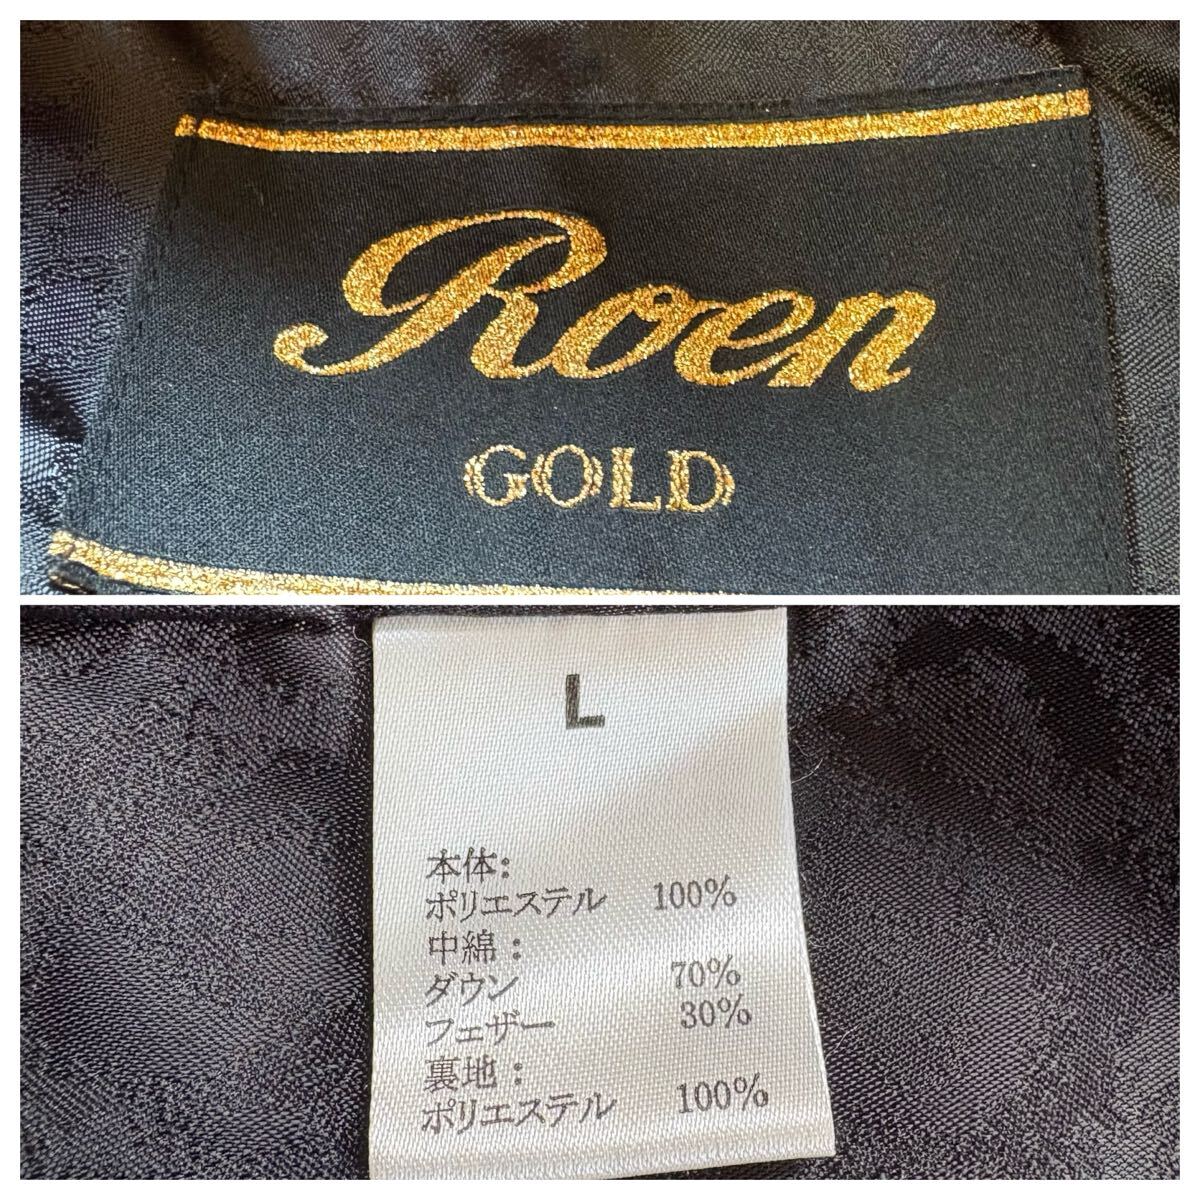 Roen
GOLD
L
本体:
ポリエステル 100%
中綿:
ダウン 70%
フェザー 30%
裏地:
ポリエステル 100%